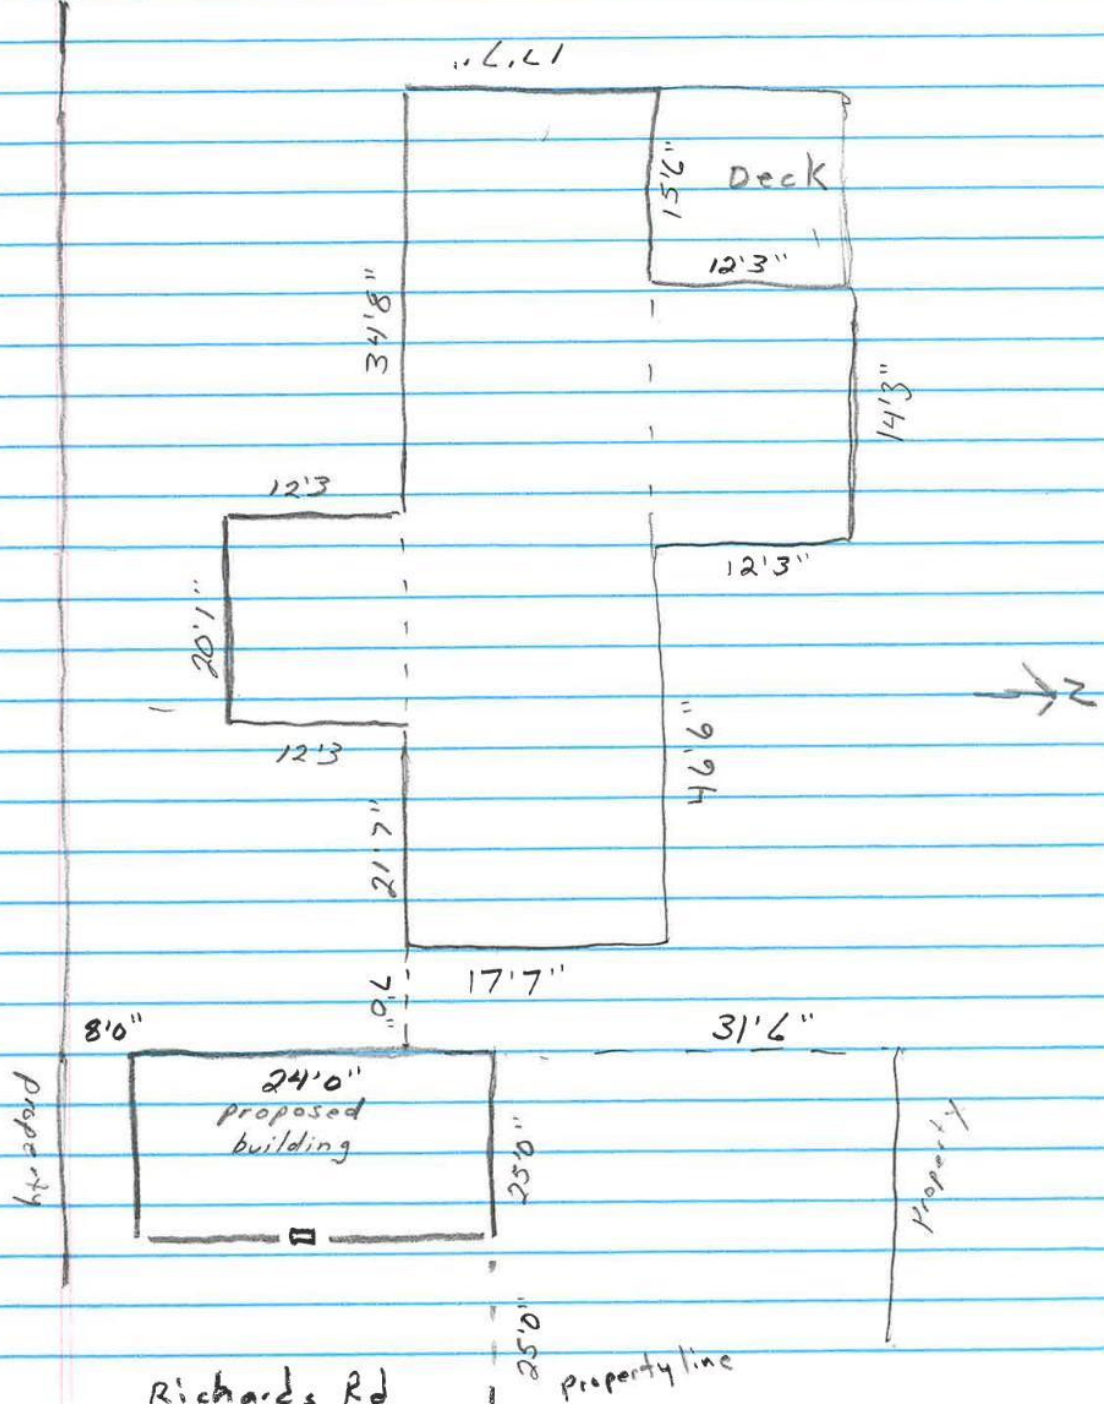 17'7"
15'6"
Deck
12'3"
34'8"
14'3"
12'3
12'3"
20'1"
12'3
46'9"
21'7"
→ N
17'7"
7'0"
8'0"
31'6"
24'0"
proposed
building
25'0"
property
Property
25'0"
property line
Richards Rd